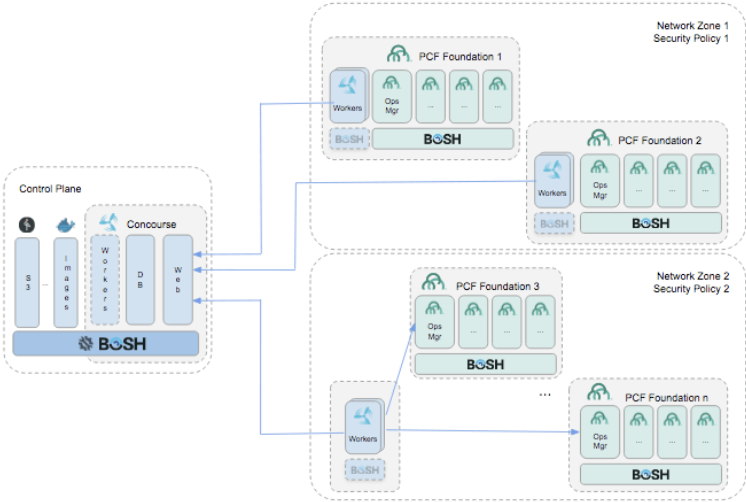 Network Zone 1
Security Policy 1
PCF Foundation 1
Workers
Ops
Mgr
...
...
...
BOSH
BOSH
PCF Foundation 2
Workers
Ops
Mgr
...
...
...
BOSH
BOSH
Control Plane
Concourse
S3
...
Images
Workers
DB
Web
BOSH
Network Zone 2
Security Policy 2
PCF Foundation 3
Ops
Mgr
...
...
...
BOSH
...
Workers
BOSH
PCF Foundation n
Ops
Mgr
...
...
...
BOSH